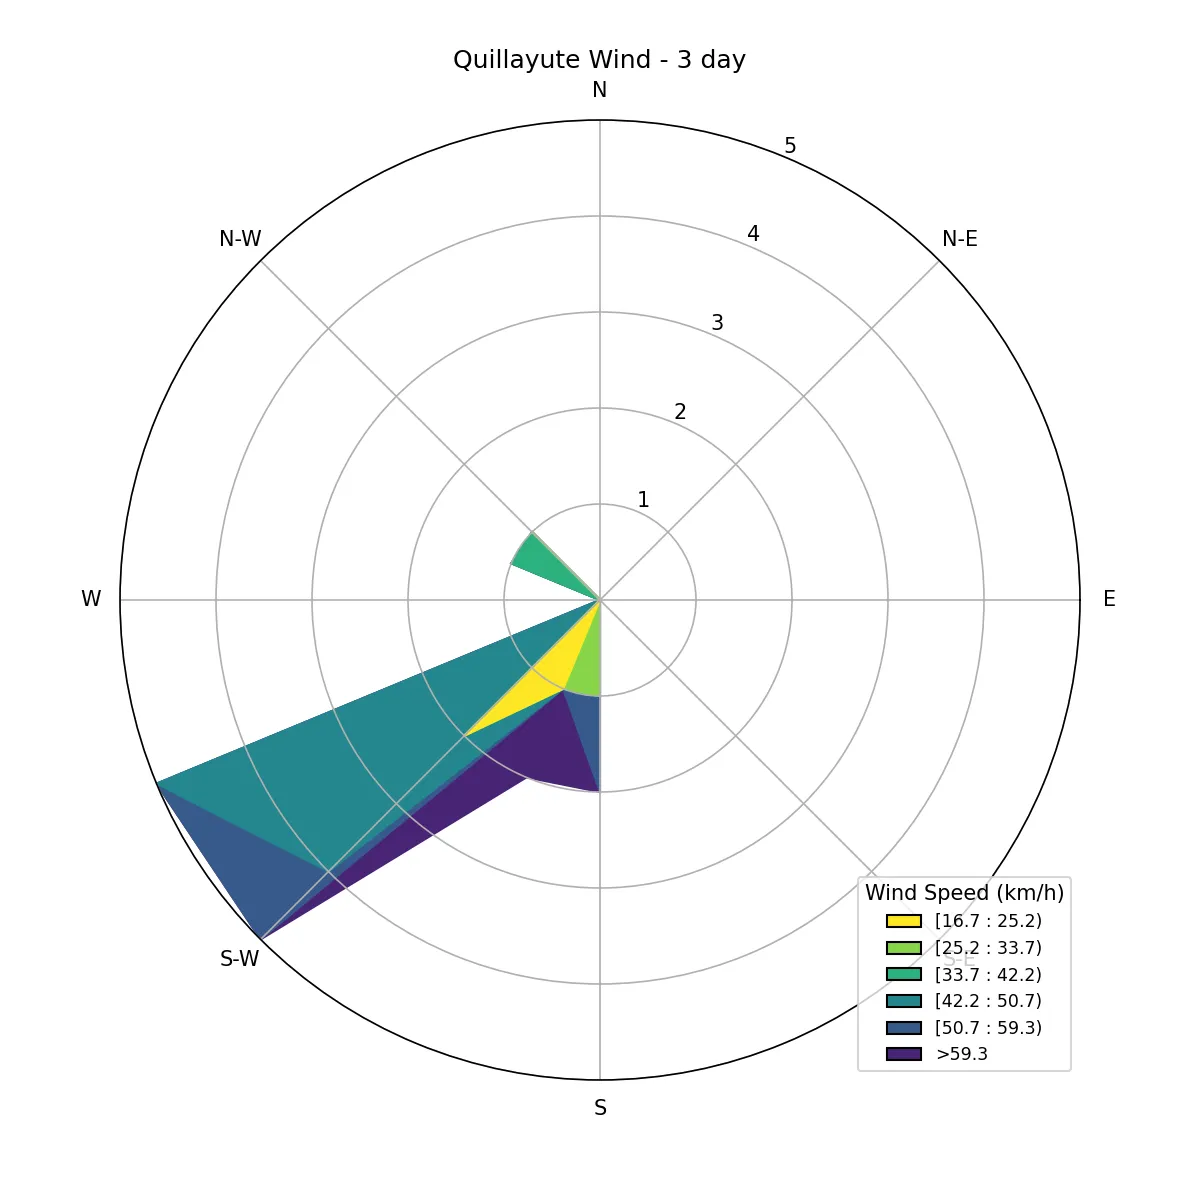 Quillayute Wind - 3 day
N
5
N-W
N-E
4
3
2
1
W
E
Wind Speed (km/h)
[16.7 : 25.2)
[25.2 : 33.7)
S-W
S-E
[33.7 : 42.2)
[42.2 : 50.7)
[50.7 : 59.3)
>59.3
S